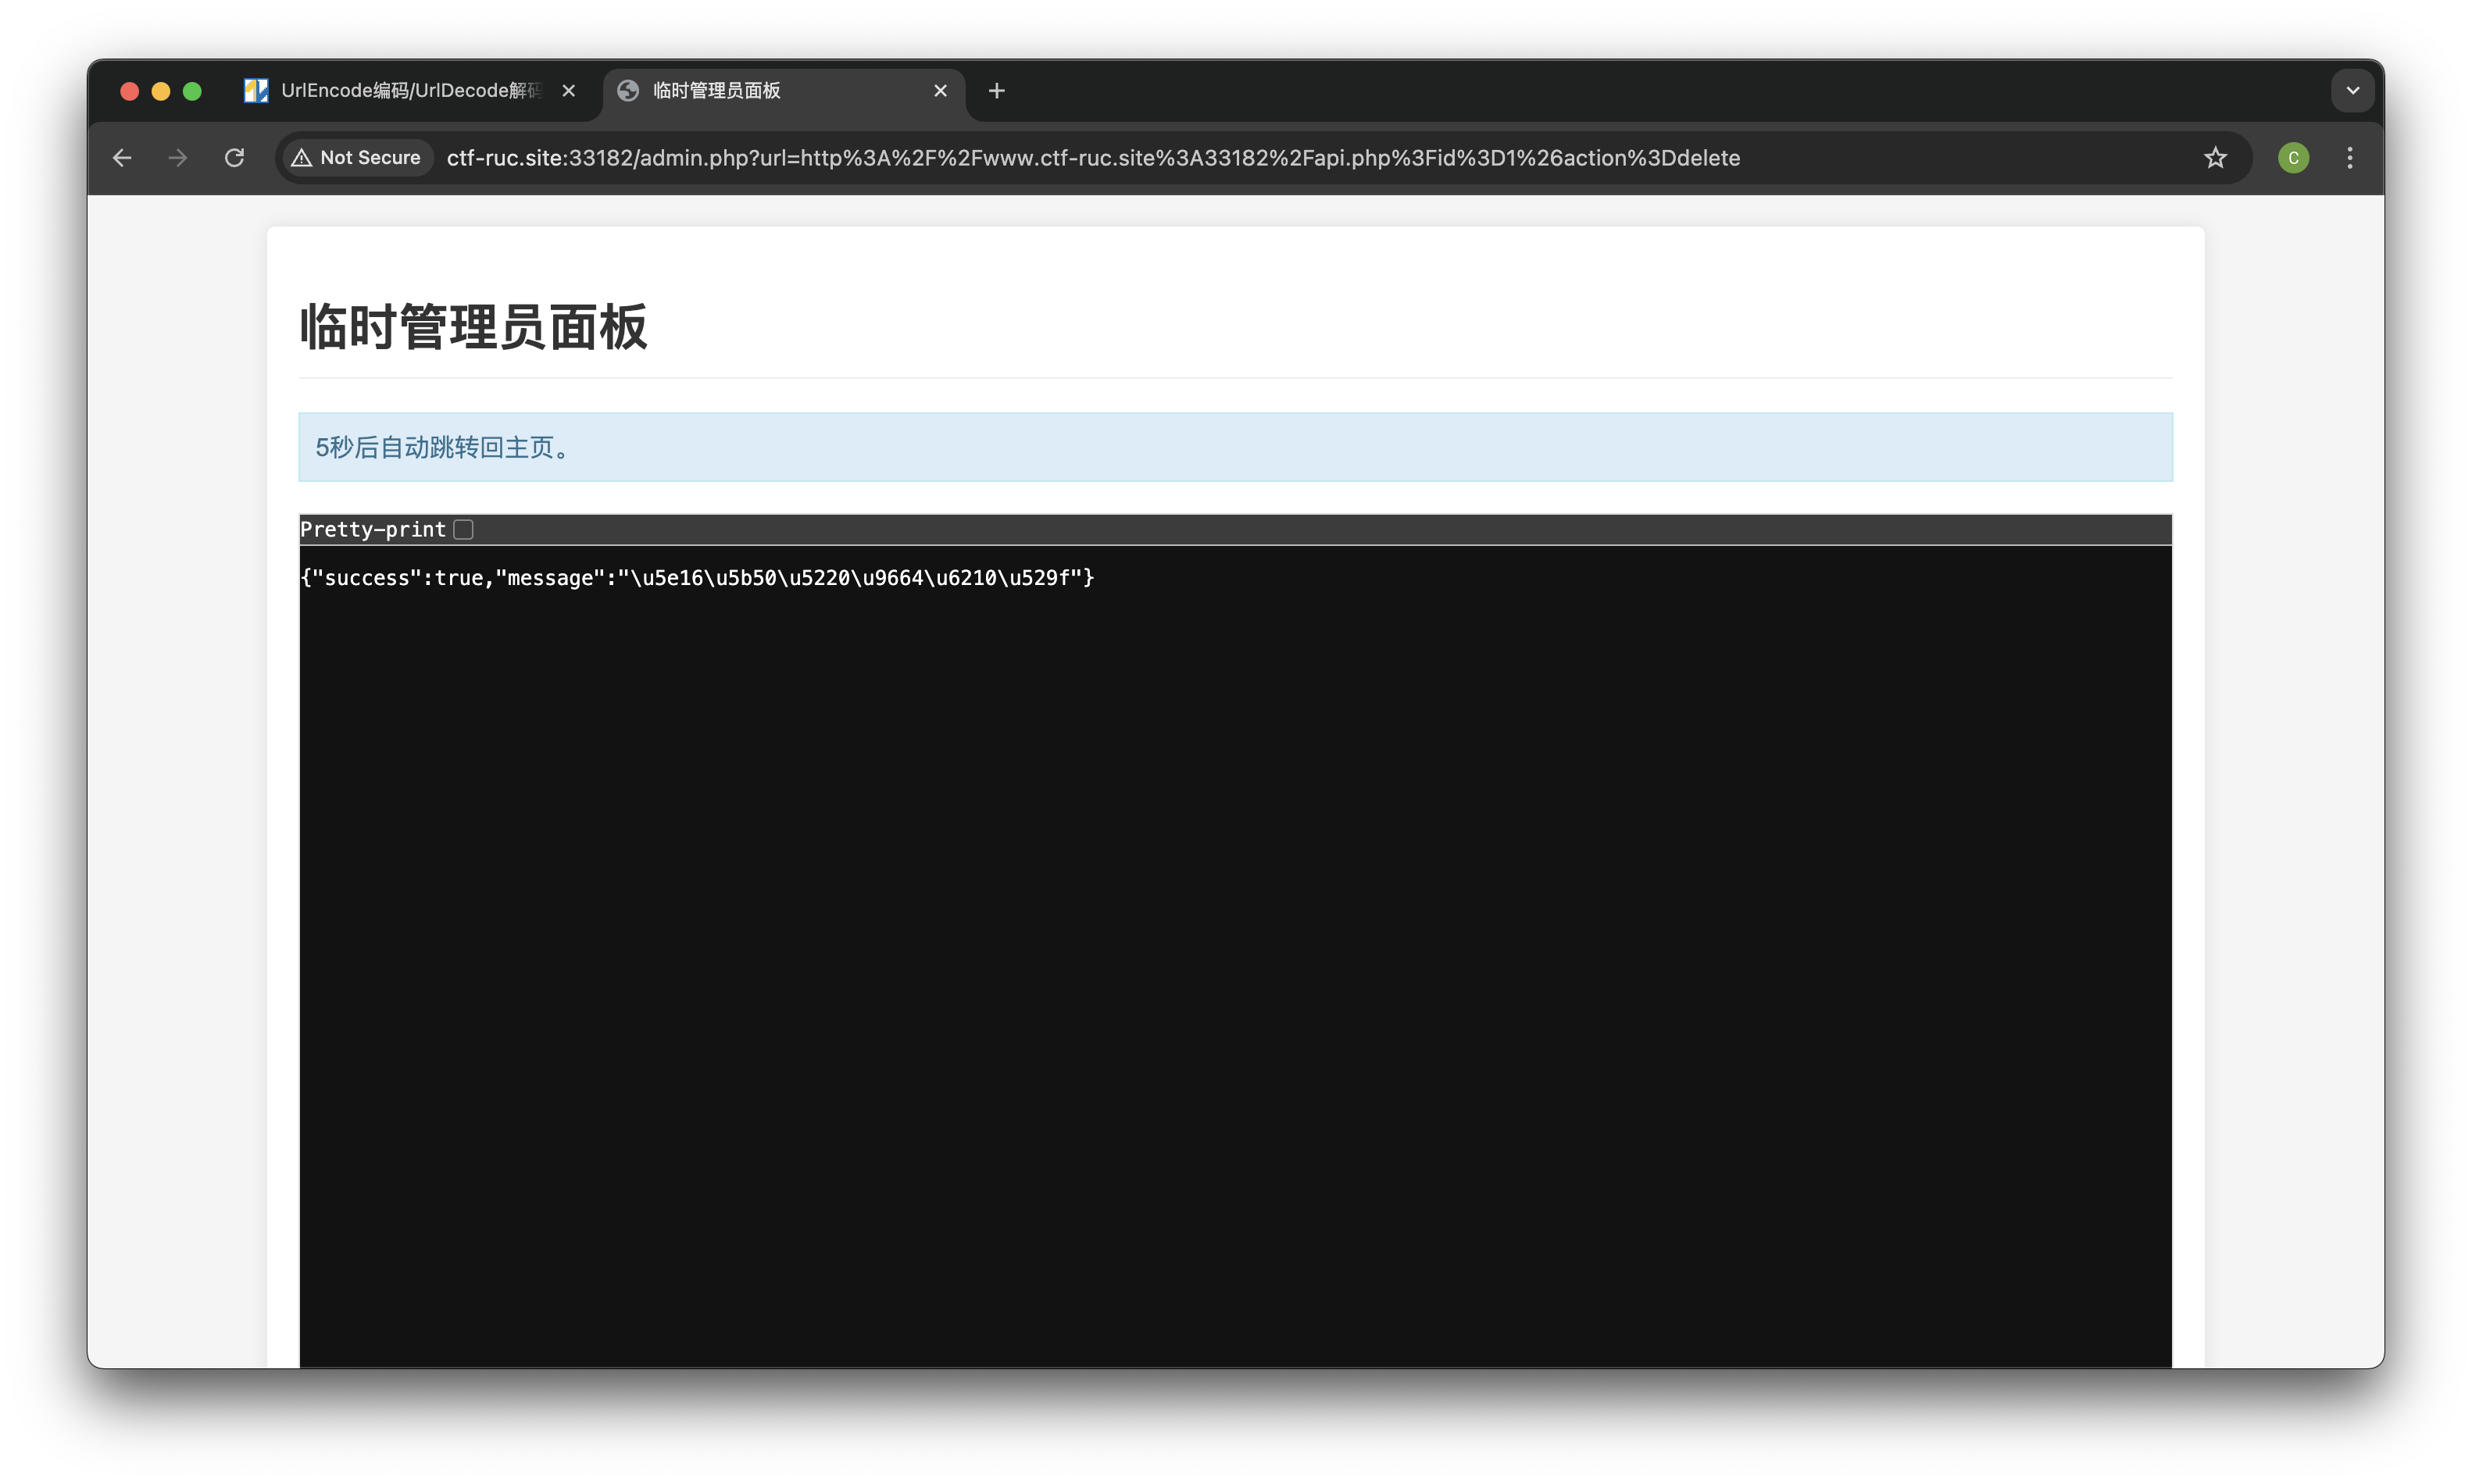 UrlEncode编码/UrlDecode解码
临时管理员面板
Not Secure
ctf-ruc.site:33182/admin.php?url=http%3A%2F%2Fwww.ctf-ruc.site%3A33182%2Fapi.php%3Fid%3D1%26action%3Ddelete
C
临时管理员面板
5秒后自动跳转回主页。
Pretty-print
{"success":true,"message":"\u5e16\u5b50\u5220\u9664\u6210\u529f"}